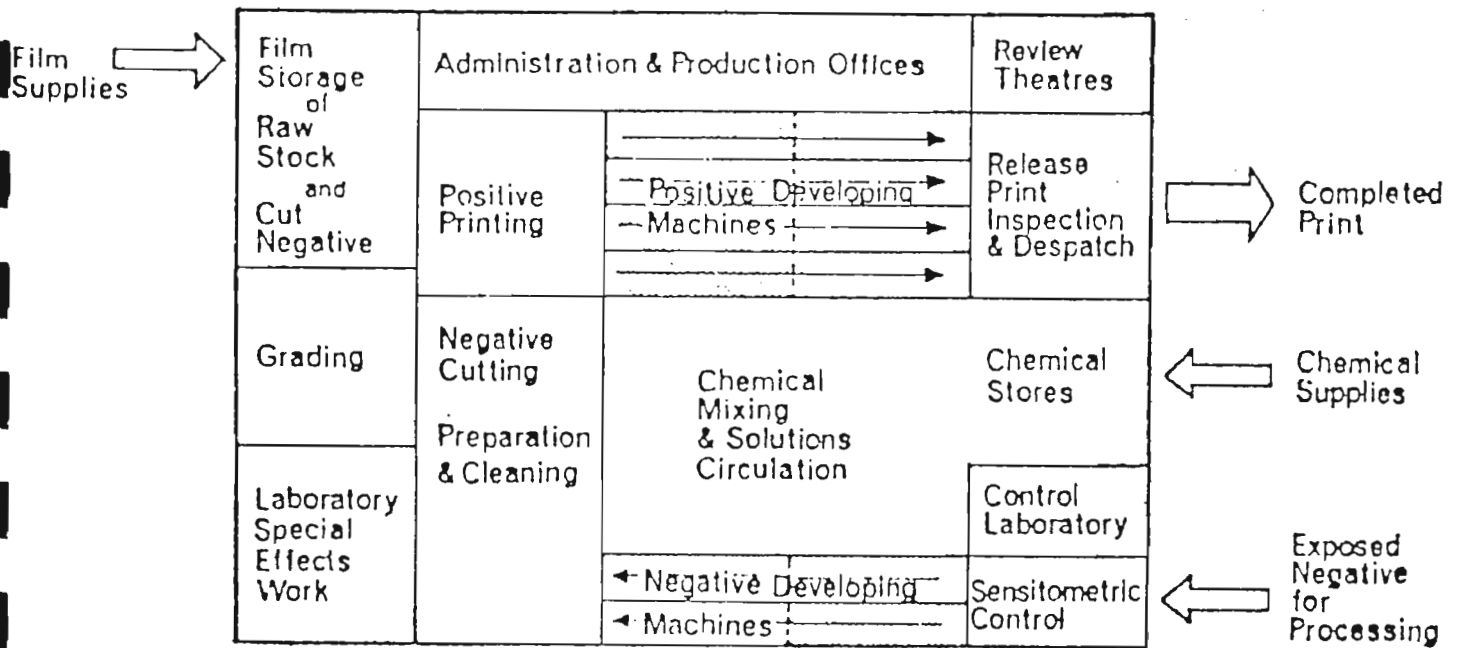 Film
Supplies
Film
Storage
of
Raw
Stock
and
Cut
Negative
Administration & Production Offices
Review
Theatres
Positive
Printing
Positive Developing
Machines
Release
Print
Inspection
& Despatch
Completed
Print
Grading
Negative
Cutting
Preparation
& Cleaning
Chemical
Mixing
& Solutions
Circulation
Chemical
Stores
Chemical
Supplies
Laboratory
Special
Effects
Work
Control
Laboratory
Negative Developing
Machines
Sensitometric
Control
Exposed
Negative
for
Processing